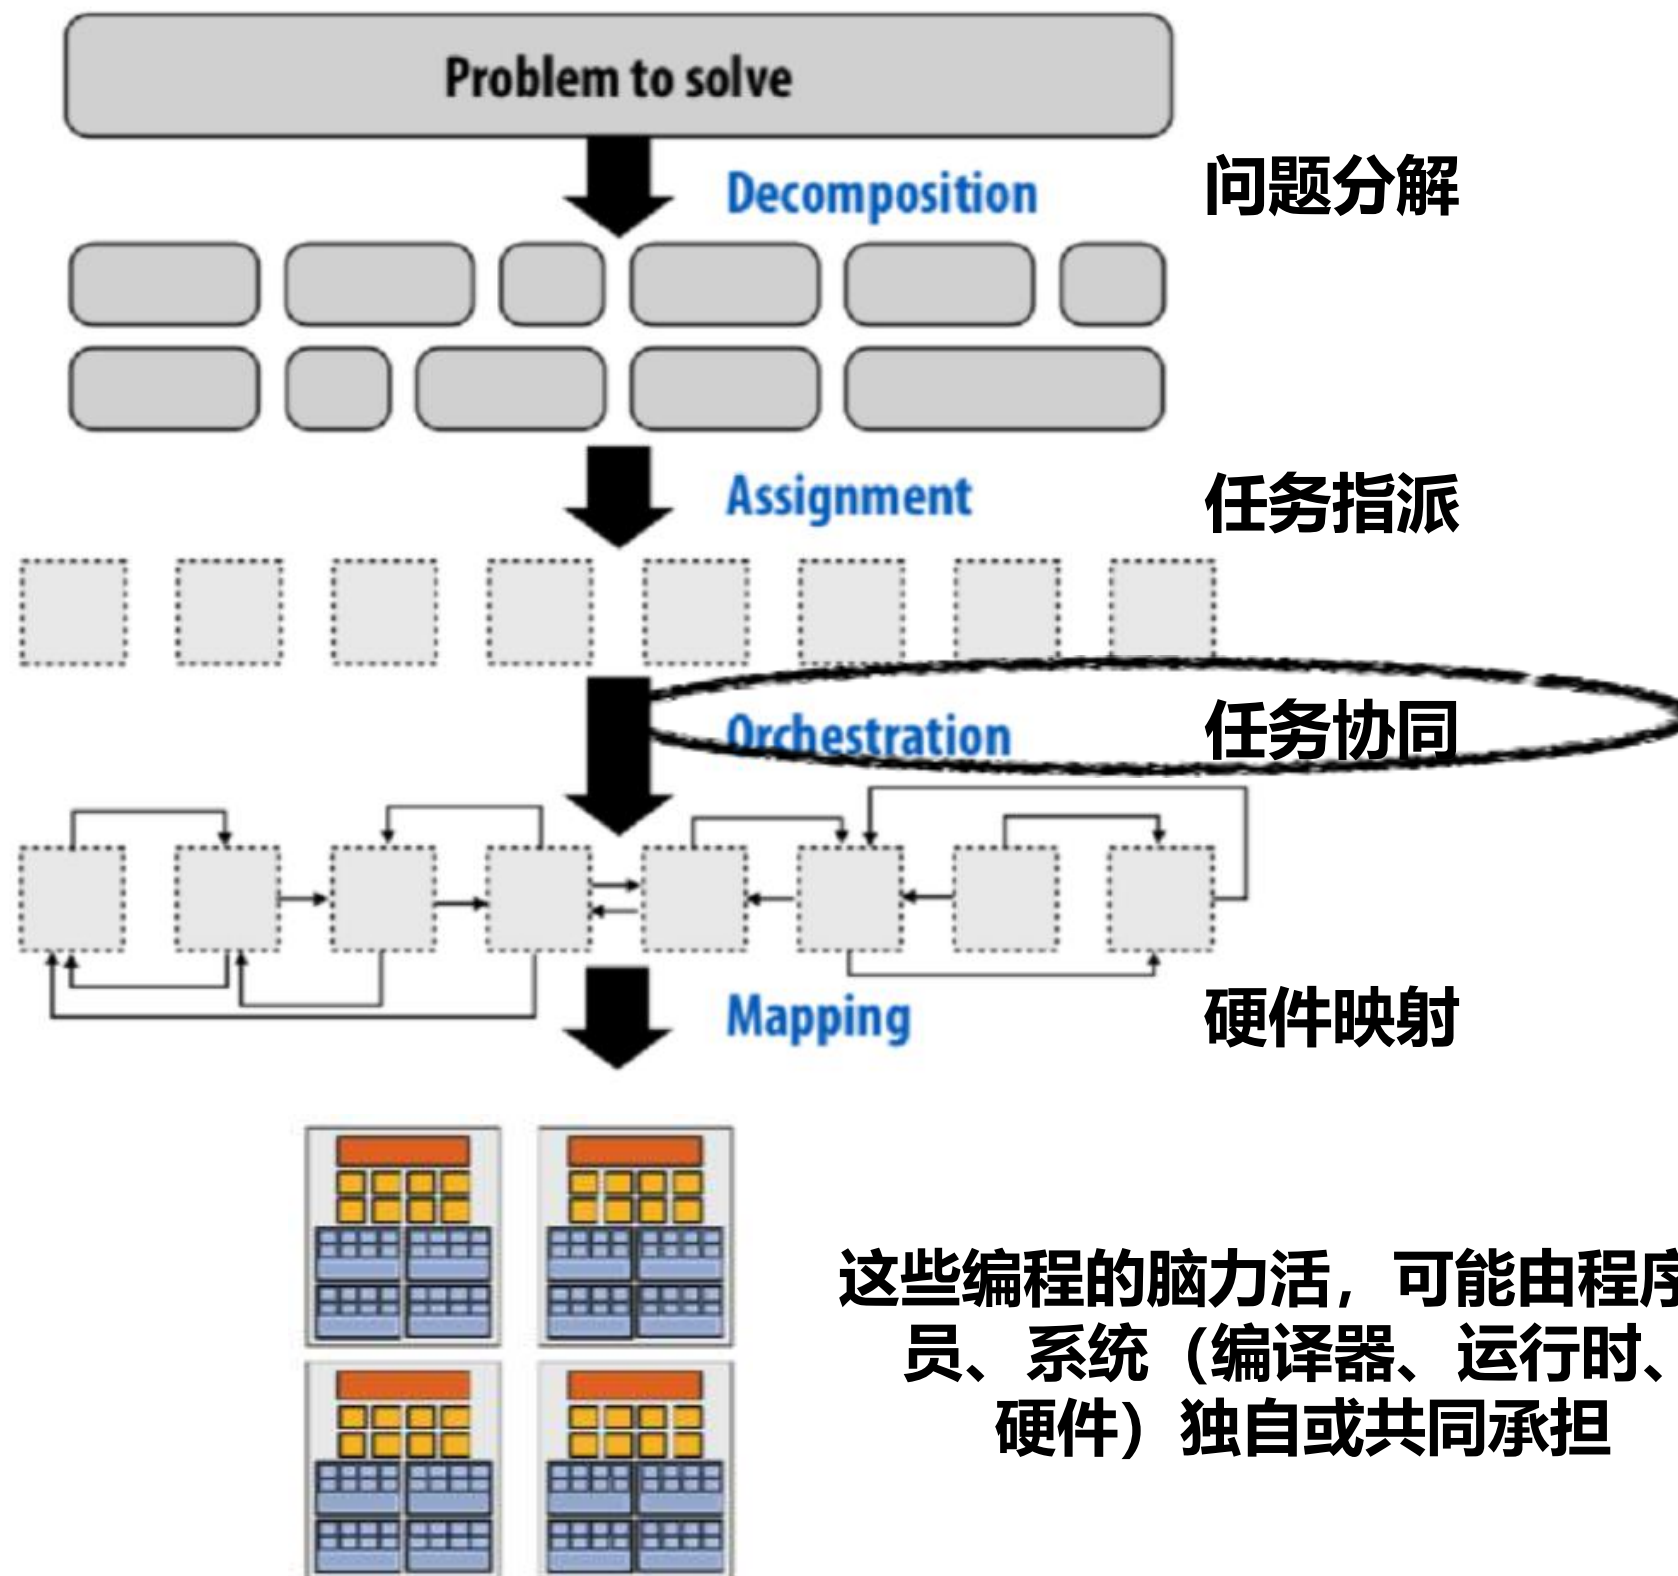 Problem to solve
Decomposition 问题分解
Assignment 任务指派
Orchestration 任务协同
Mapping 硬件映射
这些编程的脑力活，可能由程序
员、系统（编译器、运行时、
硬件）独自或共同承担